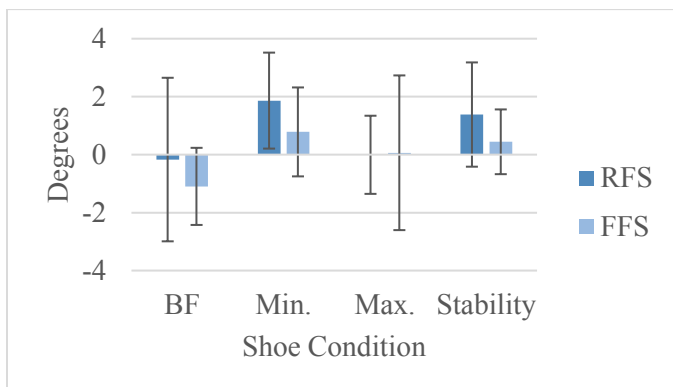 4
2
0
-2
-4
Degrees
BF Min. Max. Stability
Shoe Condition
RFS
FFS